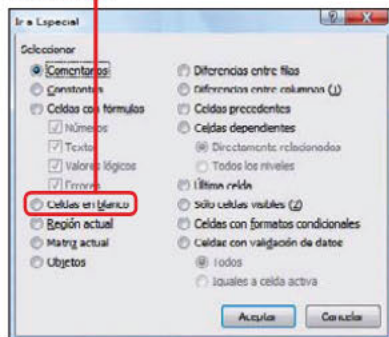 Ir a Especial
Seleccionar
Comentarios
Constantes
Celdas con fórmulas
Números
Texto
Valores lógicos
Errores
Celdas en blanco
Región actual
Matriz actual
Objetos
Diferencias entre filas
Diferencias entre columnas (1)
Celdas precedentes
Celdas dependientes
Directamente relacionadas
Todos los niveles
Última celda
Sólo celdas visibles (2)
Celdas con formatos condicionales
Celdas con validación de datos
Todos
Iguales a celda activa
Aceptar
Cancelar